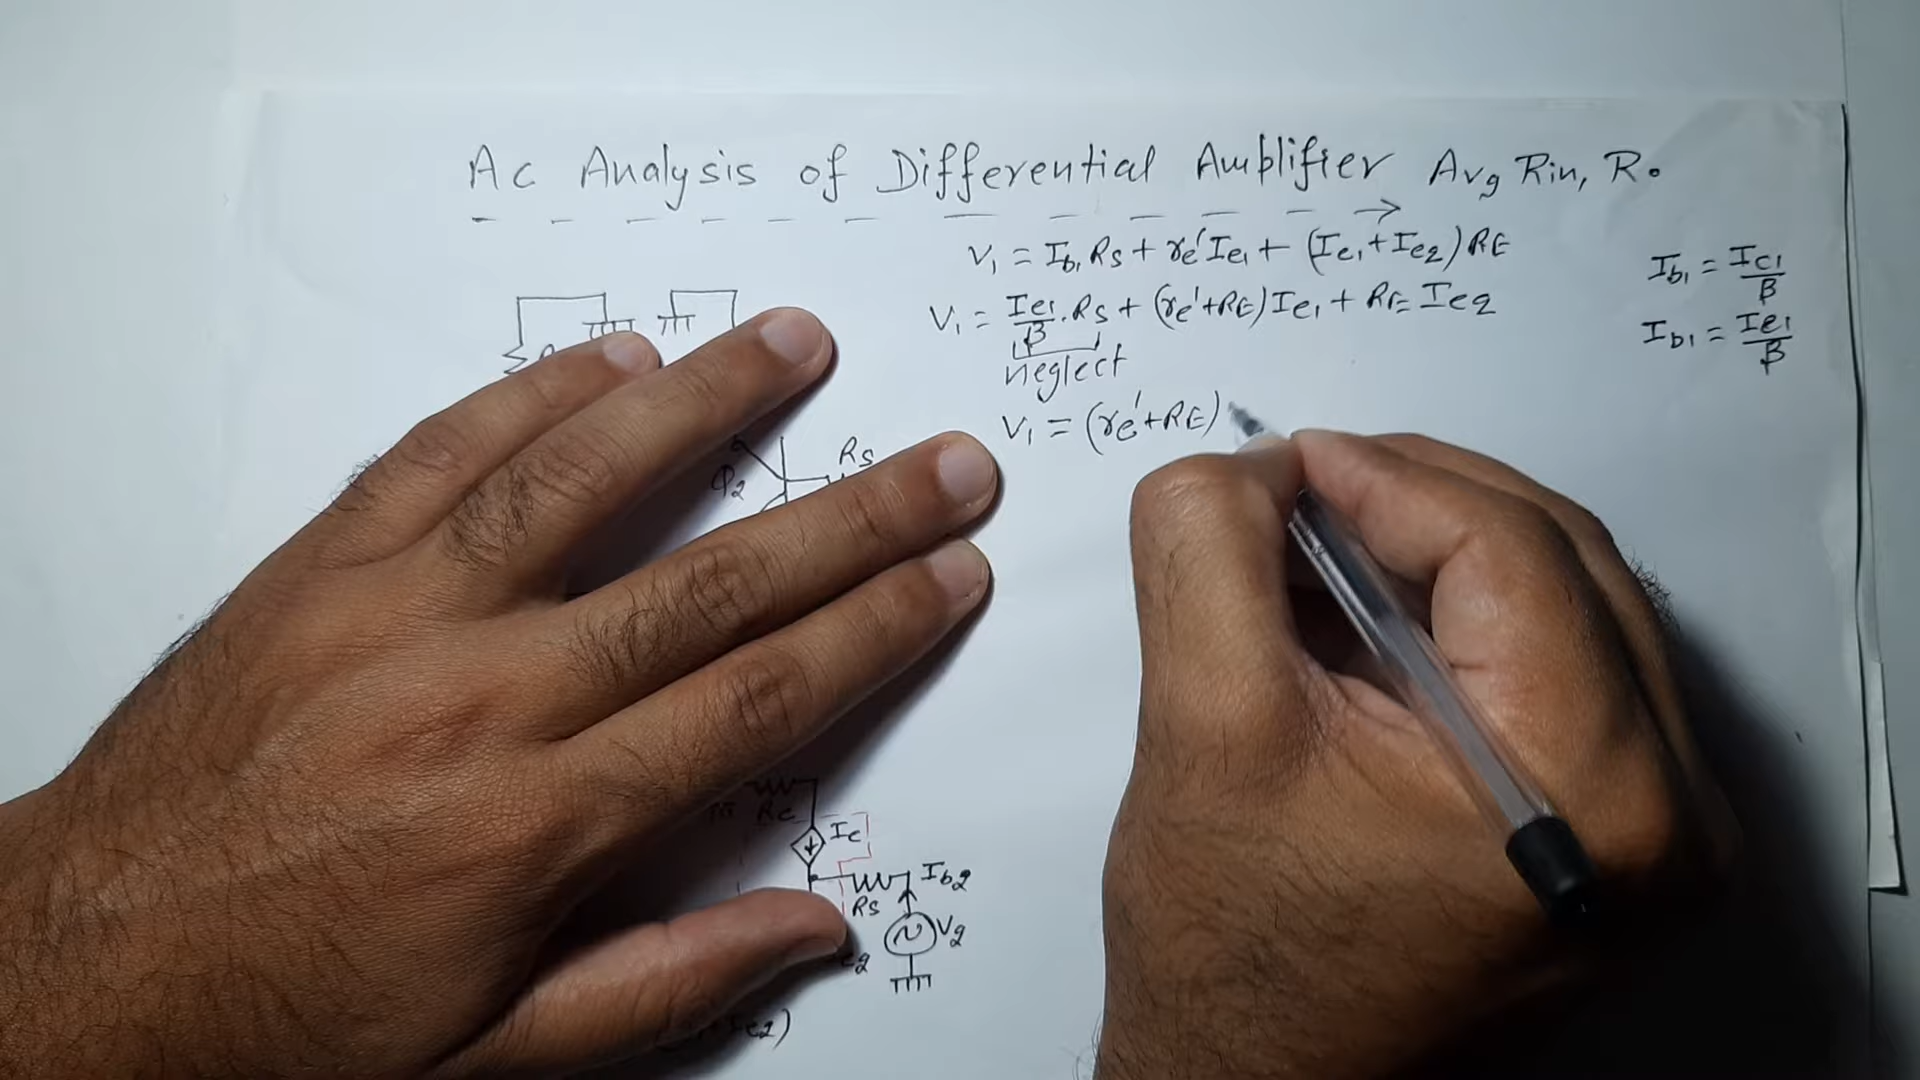 Ac Analysis of Differential Amplifier Avg Rin, Ro
V1 = Ib1 RS + re' Ie1 + (Ie1 + Ie2) RE
V1 = Ie1/β . RS + (re' + RE) Ie1 + RE Ie2
neglect
V1 = (re' + RE)
Ib1 = Ic1/β
Ib1 = Ie1/β
Q2
RS
RC
Ic
Ib2
RS
V2
e2
Ie2)